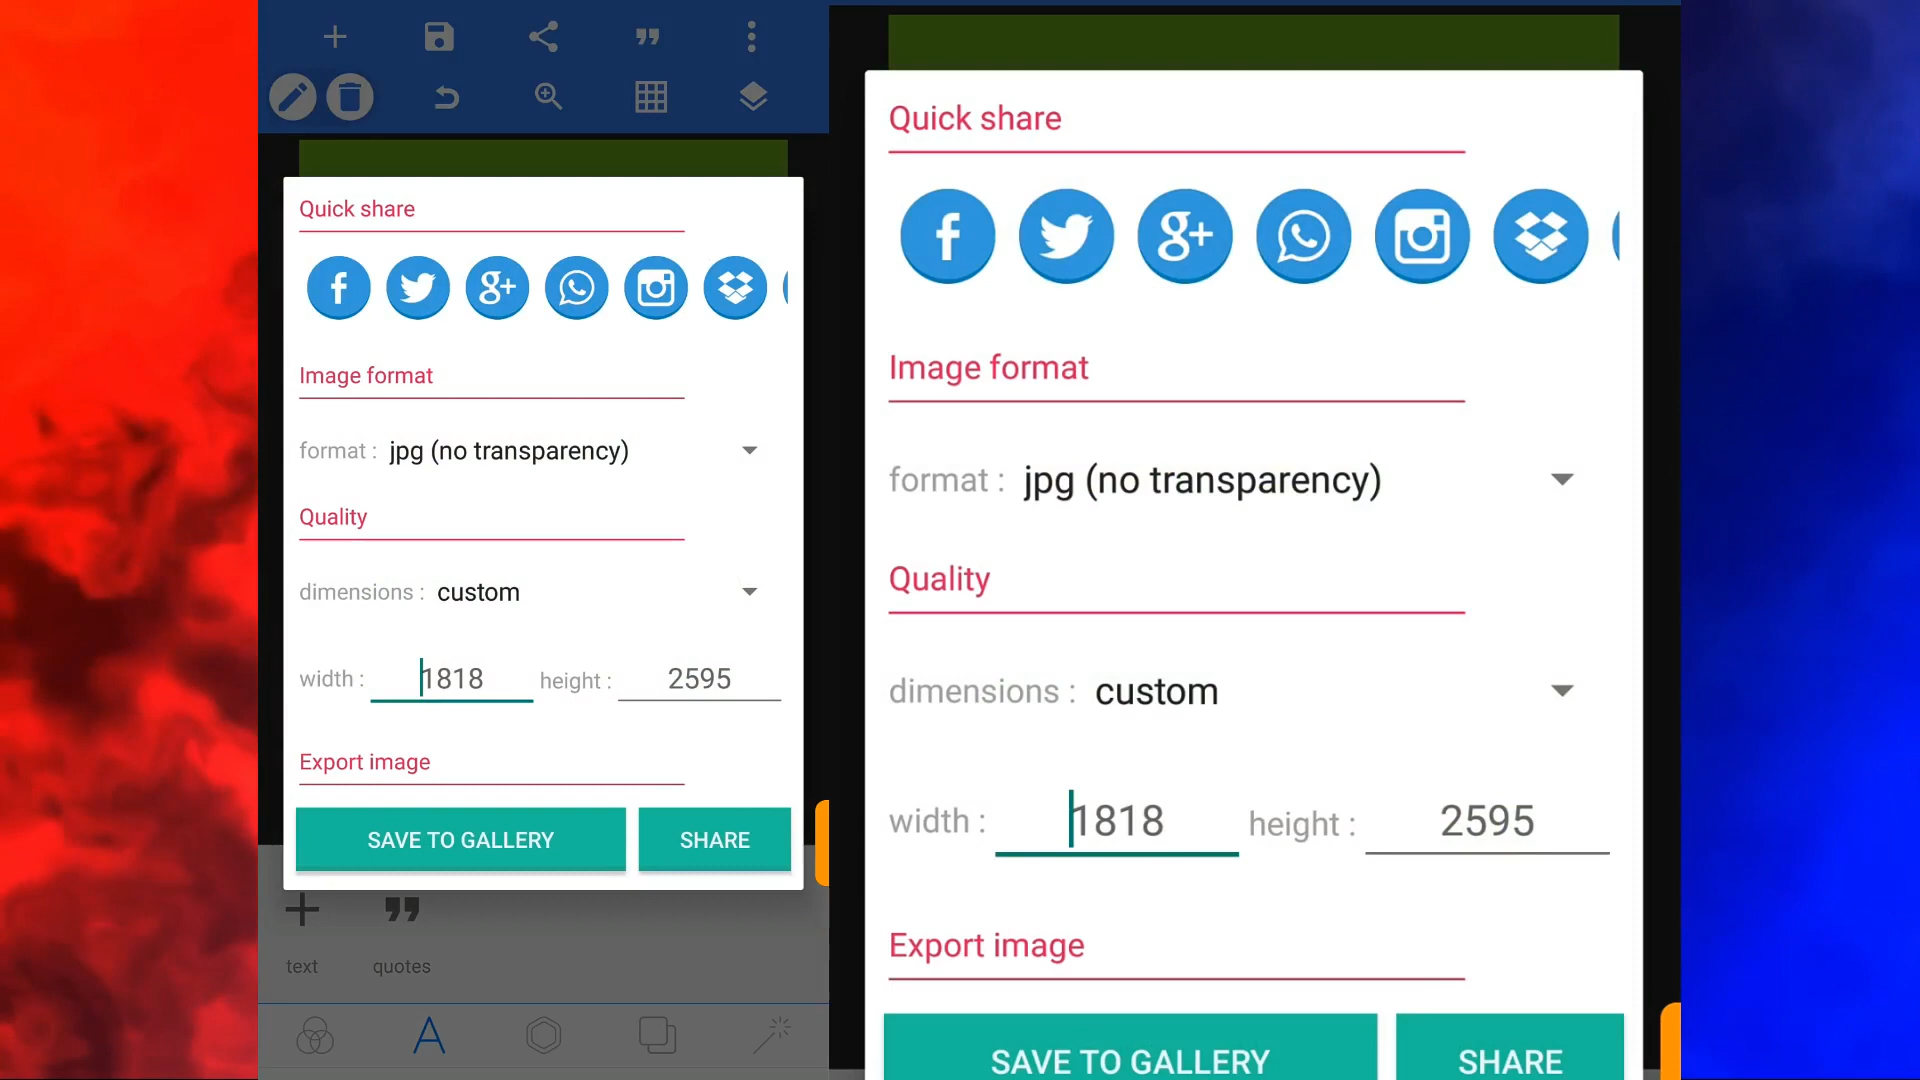 Quick share
Image format
format : jpg (no transparency)
Quality
dimensions : custom
width : 1818 height : 2595
Export image
SAVE TO GALLERY SHARE
text quotes
Quick share
Image format
format : jpg (no transparency)
Quality
dimensions : custom
width : 1818 height : 2595
Export image
SAVE TO GALLERY SHARE